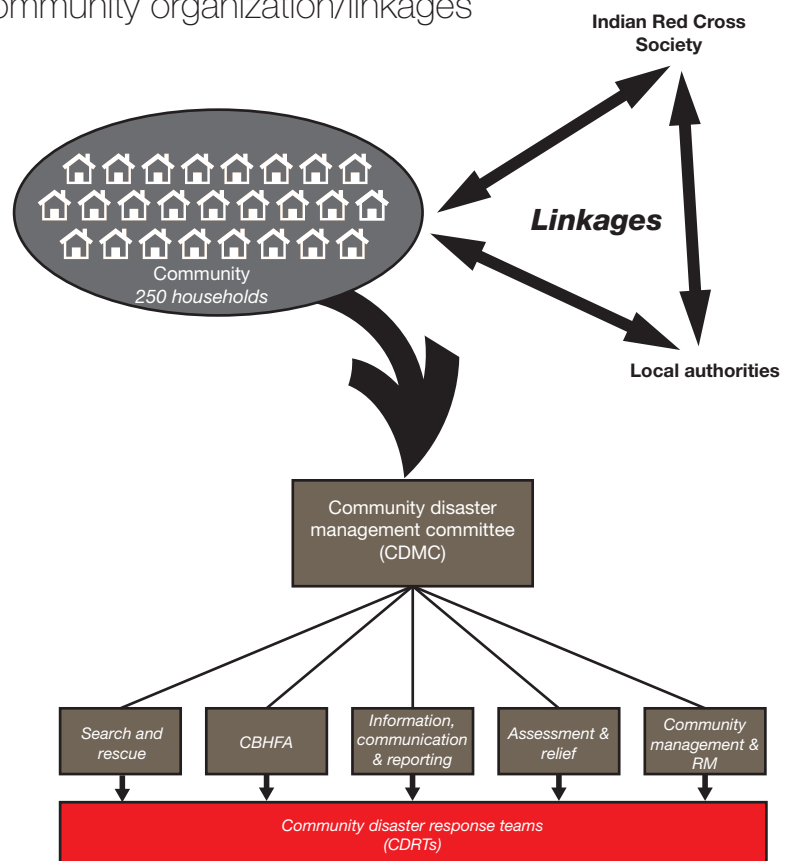 ommunity organization/linkages
Indian Red Cross
Society
Linkages
Community
250 households
Local authorities
Community disaster
management committee
(CDMC)
Search and
rescue
CBHFA
Information,
communication
& reporting
Assessment &
relief
Community
management &
RM
Community disaster response teams
(CDRTs)